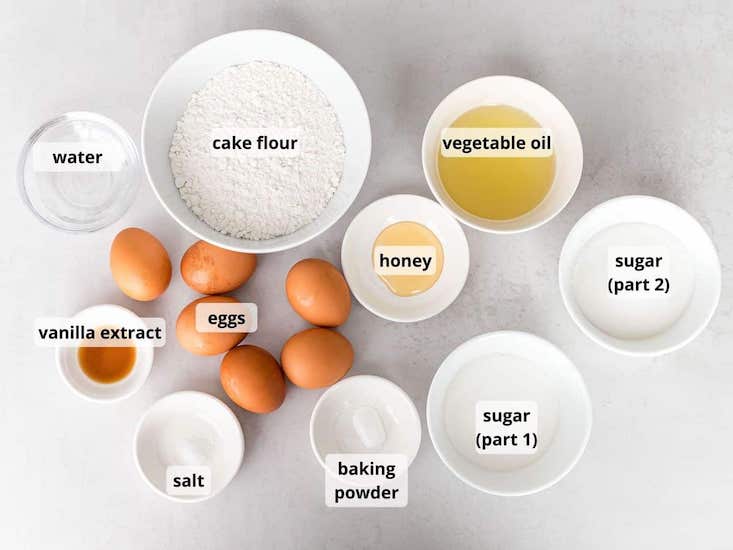 cake flour
vegetable oil
water
honey
sugar
(part 2)
eggs
vanilla extract
sugar
(part 1)
baking
powder
salt